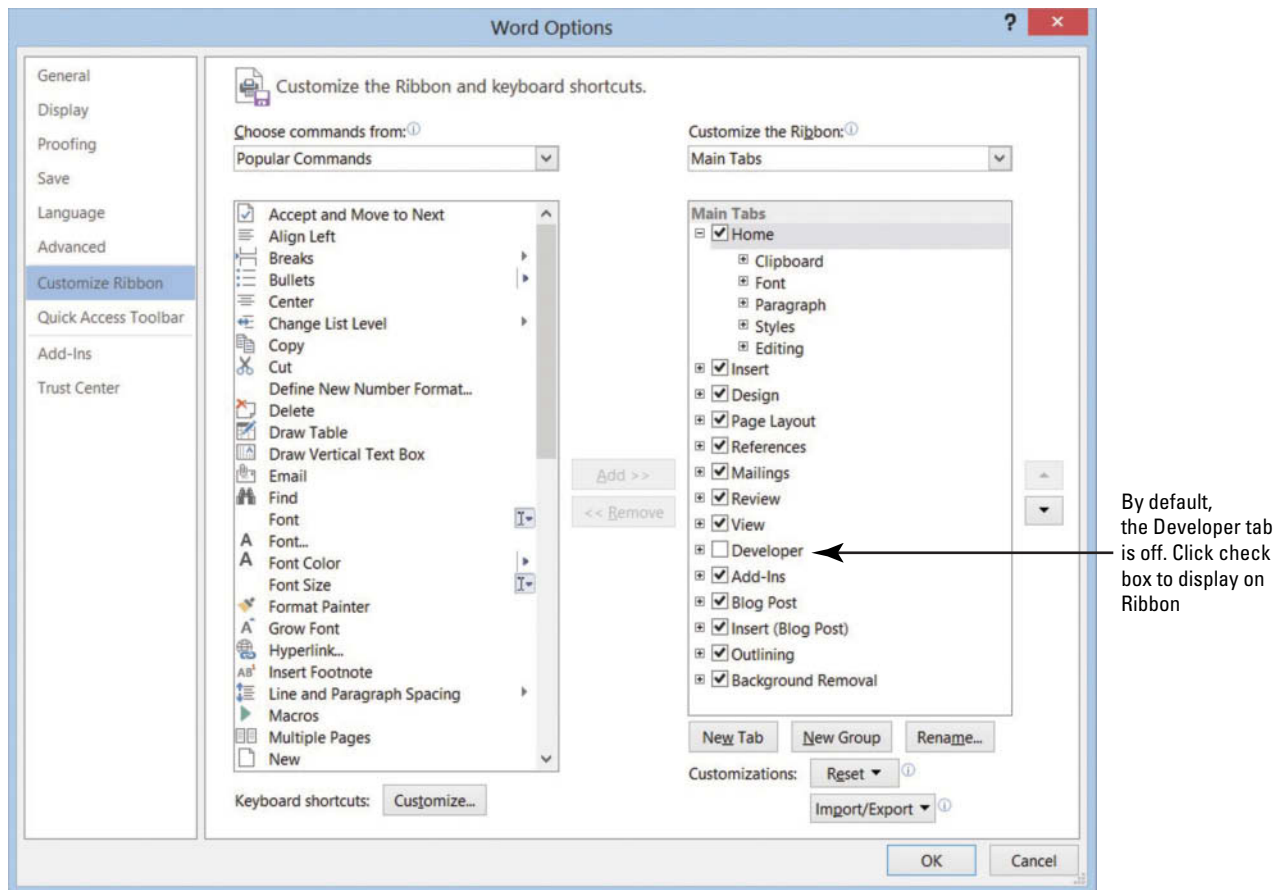 Word Options
?
General
Display
Proofing
Save
Language
Advanced
Customize Ribbon
Quick Access Toolbar
Add-Ins
Trust Center
Customize the Ribbon and keyboard shortcuts.
Choose commands from:
Popular Commands
Accept and Move to Next
Align Left
Breaks
Bullets
Center
Change List Level
Copy
Cut
Define New Number Format...
Delete
Draw Table
Draw Vertical Text Box
Email
Find
Font
Font...
Font Color
Font Size
Format Painter
Grow Font
Hyperlink...
Insert Footnote
Line and Paragraph Spacing
Macros
Multiple Pages
New
Keyboard shortcuts: Customize...
Add >>
<< Remove
Customize the Ribbon:
Main Tabs
Main Tabs
Home
Clipboard
Font
Paragraph
Styles
Editing
Insert
Design
Page Layout
References
Mailings
Review
View
Developer
Add-Ins
Blog Post
Insert (Blog Post)
Outlining
Background Removal
New Tab New Group Rename...
Customizations: Reset
Import/Export
OK Cancel
By default,
the Developer tab
is off. Click check
box to display on
Ribbon